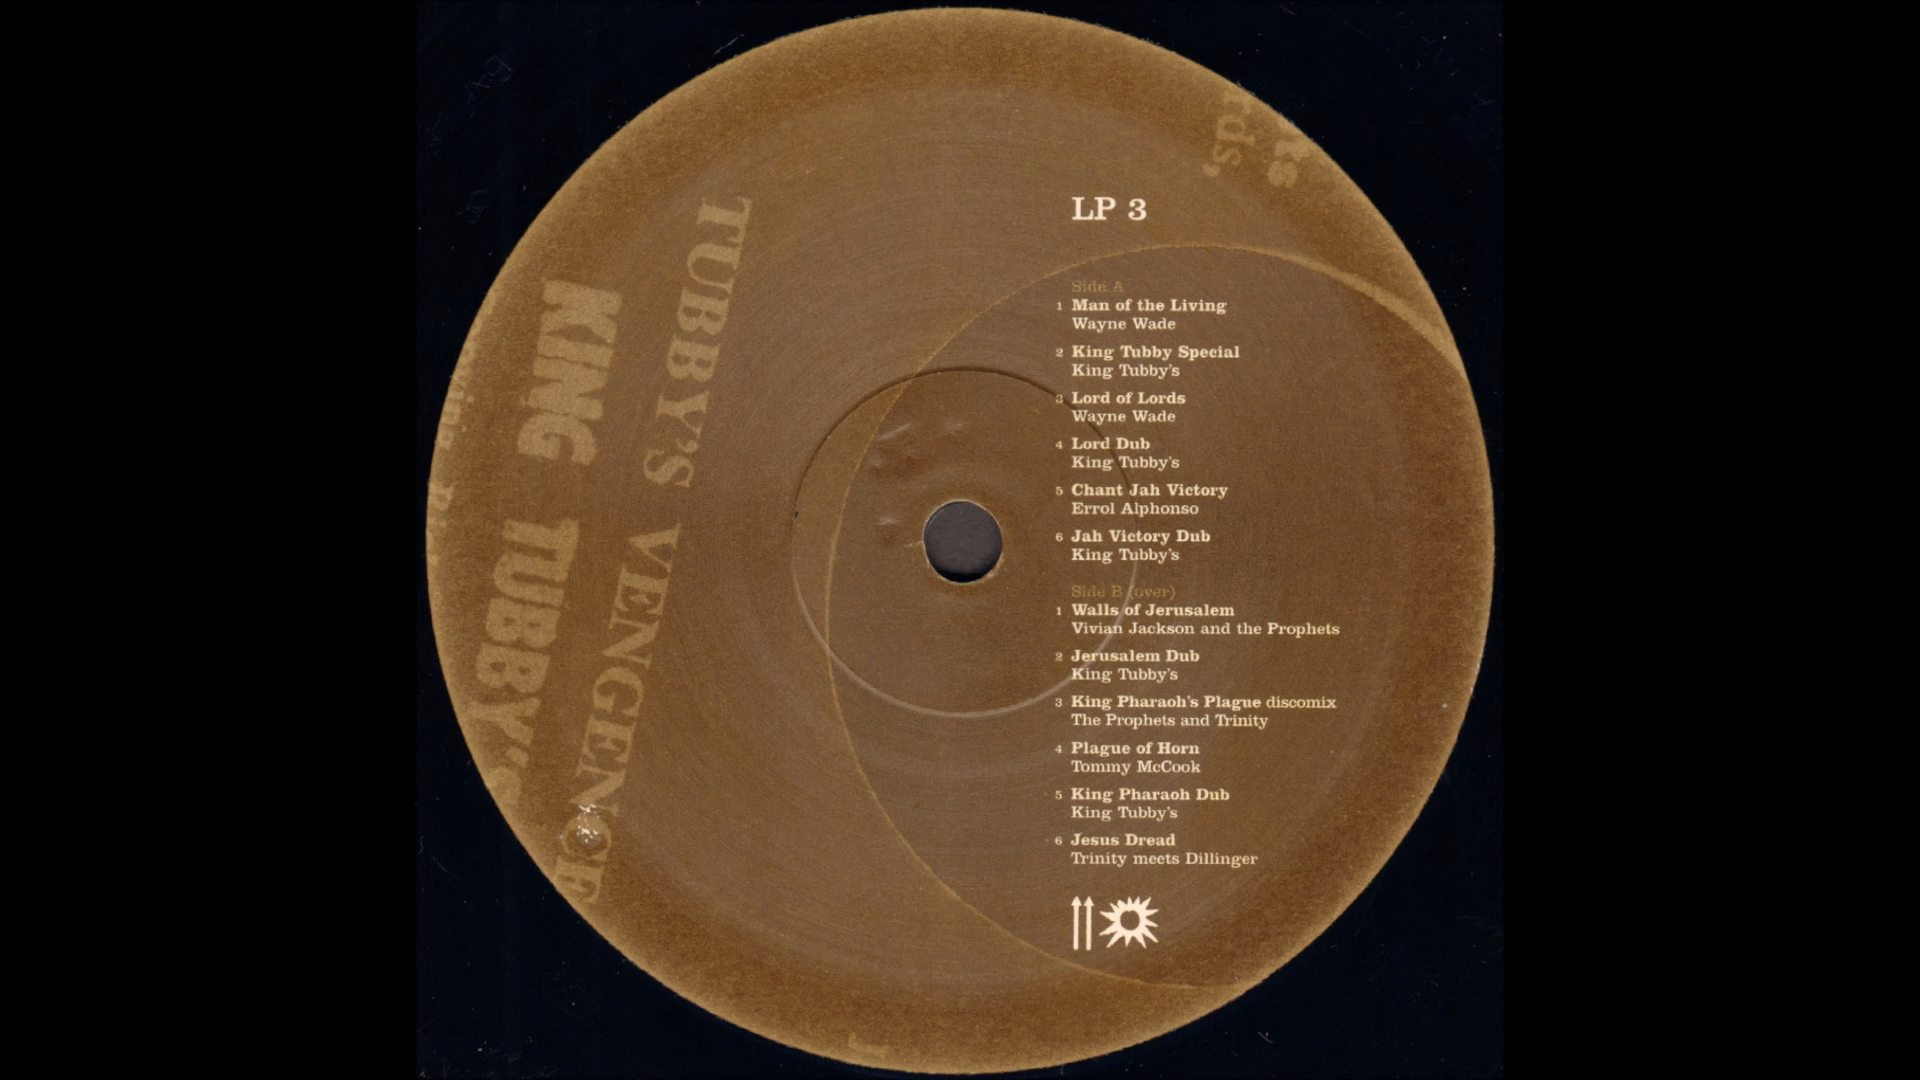 TUBBY'S VENGENCE
KING TUBBY'S
rds,
LP 3
Side A
1 Man of the Living
Wayne Wade
2 King Tubby Special
King Tubby's
3 Lord of Lords
Wayne Wade
4 Lord Dub
King Tubby's
5 Chant Jah Victory
Errol Alphonso
6 Jah Victory Dub
King Tubby's
Side B (over)
1 Walls of Jerusalem
Vivian Jackson and the Prophets
2 Jerusalem Dub
King Tubby's
3 King Pharaoh's Plague discomix
The Prophets and Trinity
4 Plague of Horn
Tommy McCook
5 King Pharaoh Dub
King Tubby's
6 Jesus Dread
Trinity meets Dillinger